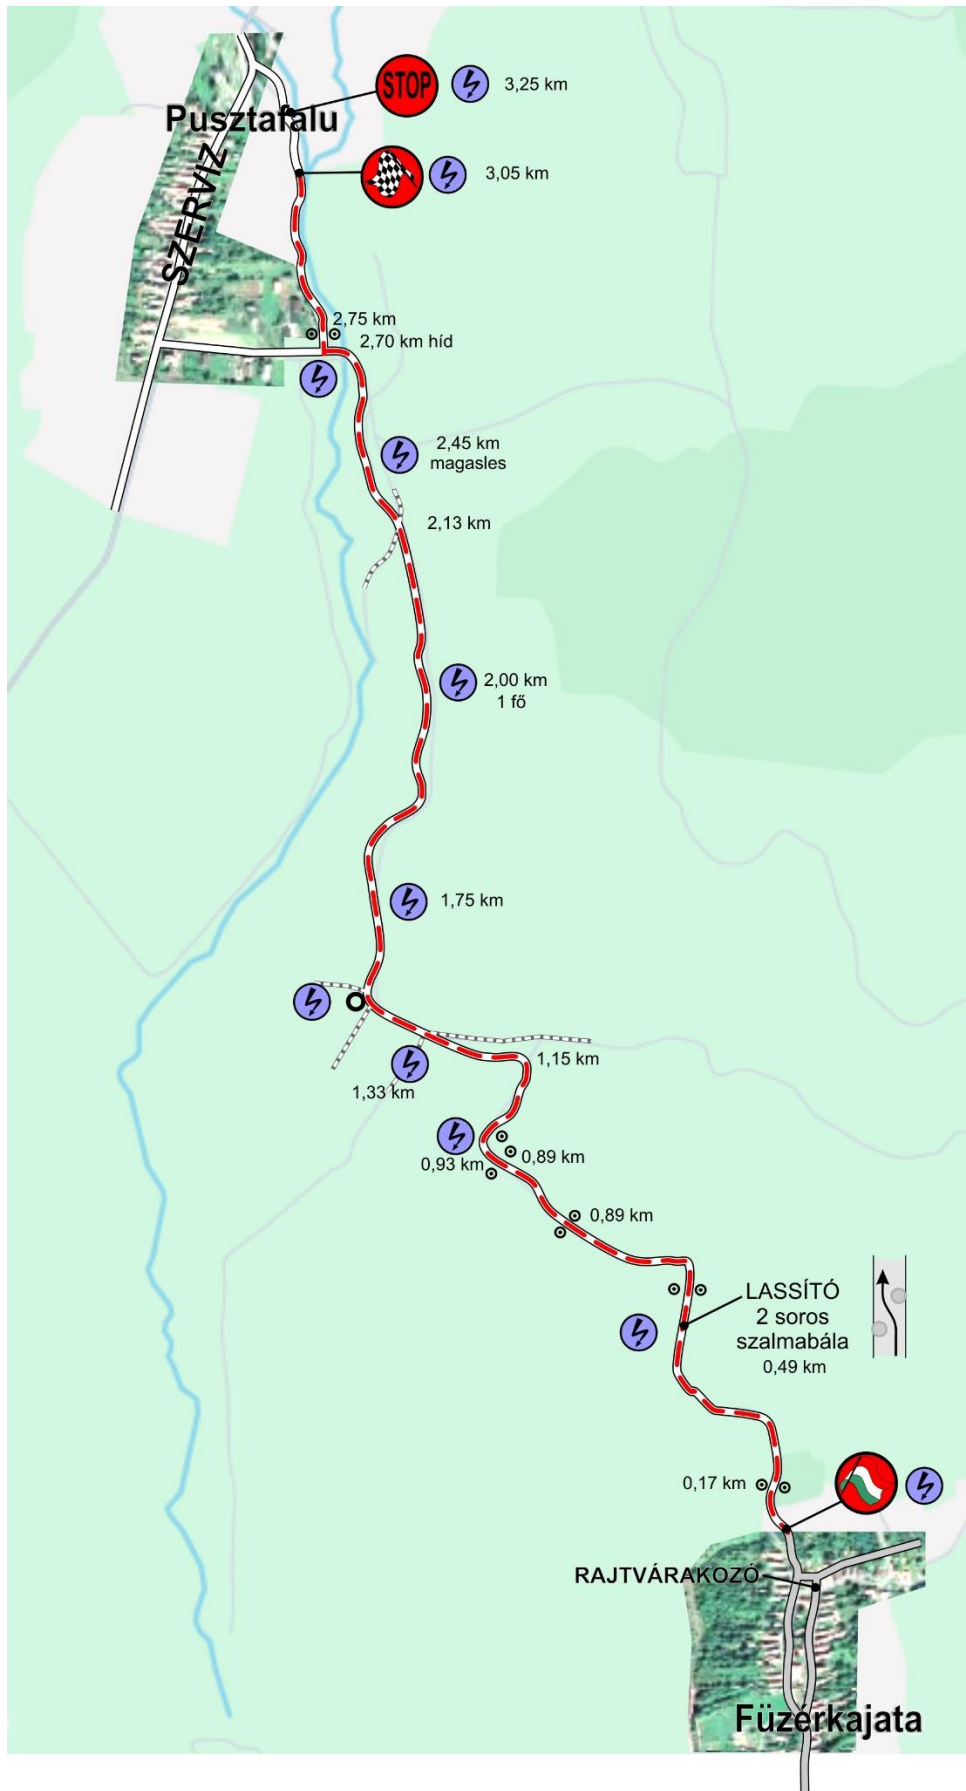 STOP
3,25 km
Pusztafalu
3,05 km
SZERVIZ
2,75 km
2,70 km híd
2,45 km
magasles
2,13 km
2,00 km
1 fő
1,75 km
1,15 km
1,33 km
0,89 km
0,93 km
0,89 km
LASSÍTÓ
2 soros
szalmabála
0,49 km
0,17 km
RAJTVÁRAKOZÓ
Füzérkajata